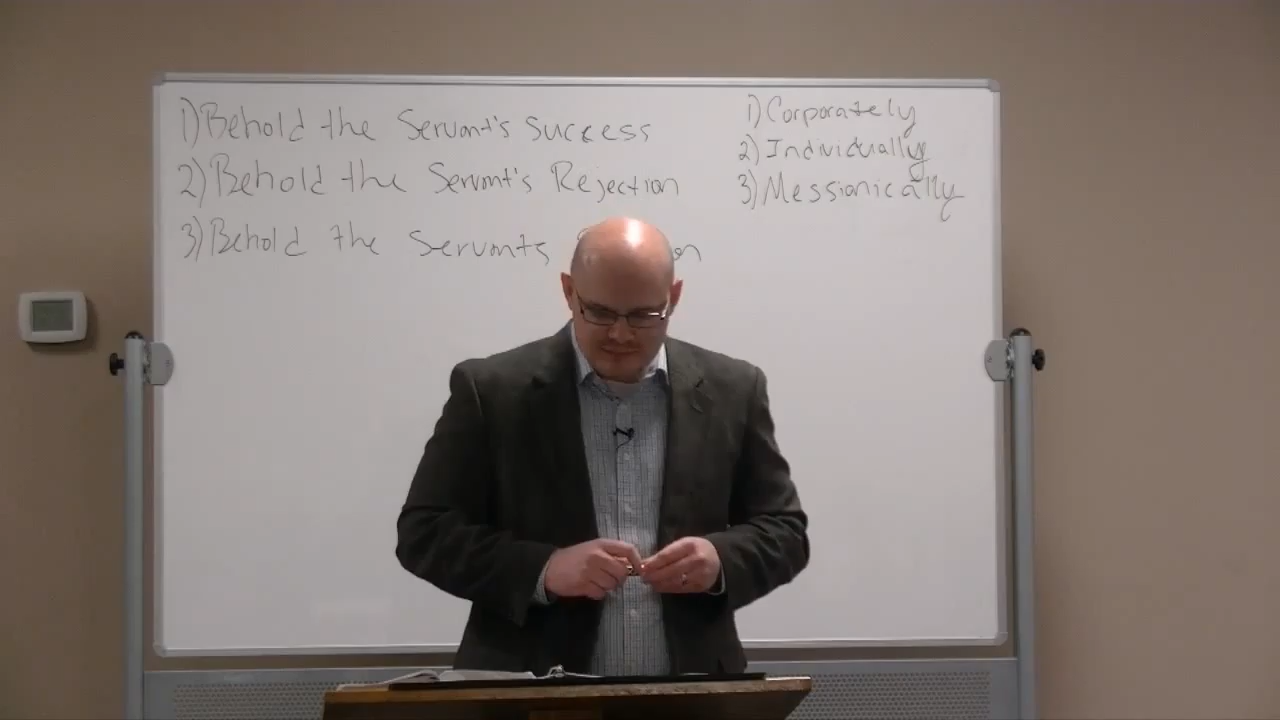 1) Behold the Servant's Success
2) Behold the Servant's Rejection
3) Behold the Servants
1) Corporately
2) Individually
3) Messionically